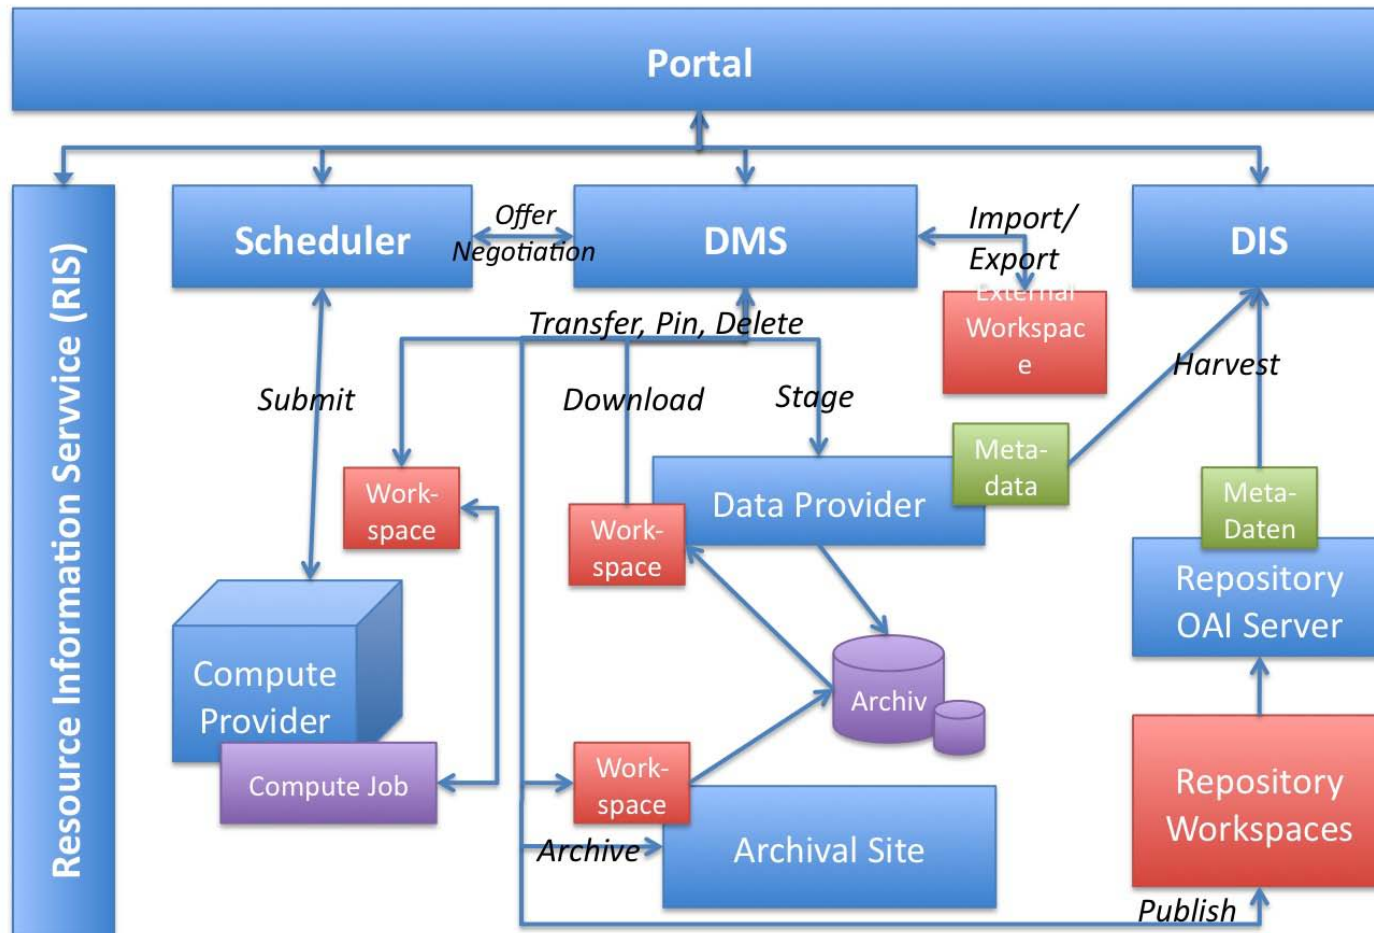 Portal
Resource Information Servvice (RIS)
Scheduler
Offer
Negotiation
DMS
Import/
Export
DIS
External
Workspac
e
Transfer, Pin, Delete
Submit
Download
Stage
Harvest
Work-
space
Meta-
data
Data Provider
Work-
space
Meta-
Daten
Repository
OAI Server
Compute
Provider
Archiv
Compute Job
Work-
space
Repository
Workspaces
Archive
Archival Site
Publish